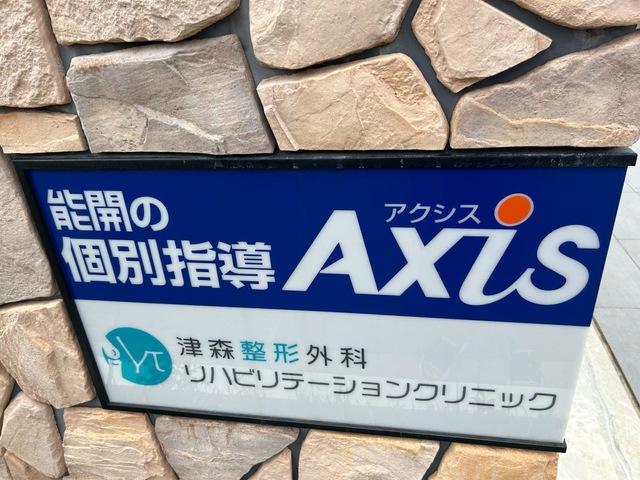 能開の
個別指導
アクシス
Axis
津森整形外科
リハビリテーションクリニック